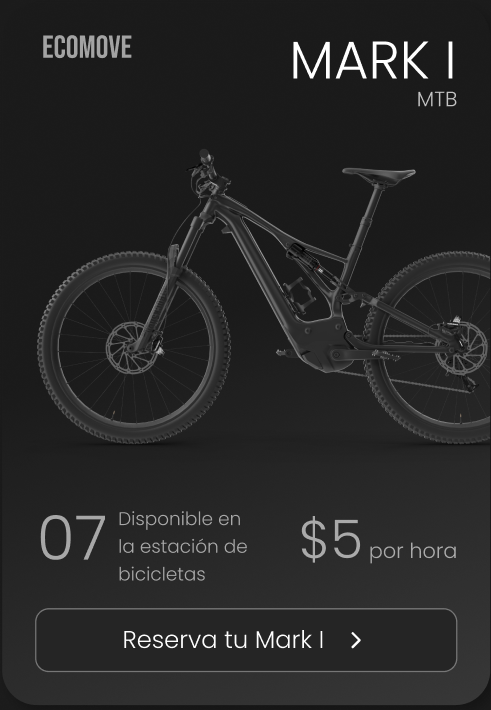 ECOMOVE
MARK I
MTB
07
Disponible en
la estación de
bicicletas
$5 por hora
Reserva tu Mark I